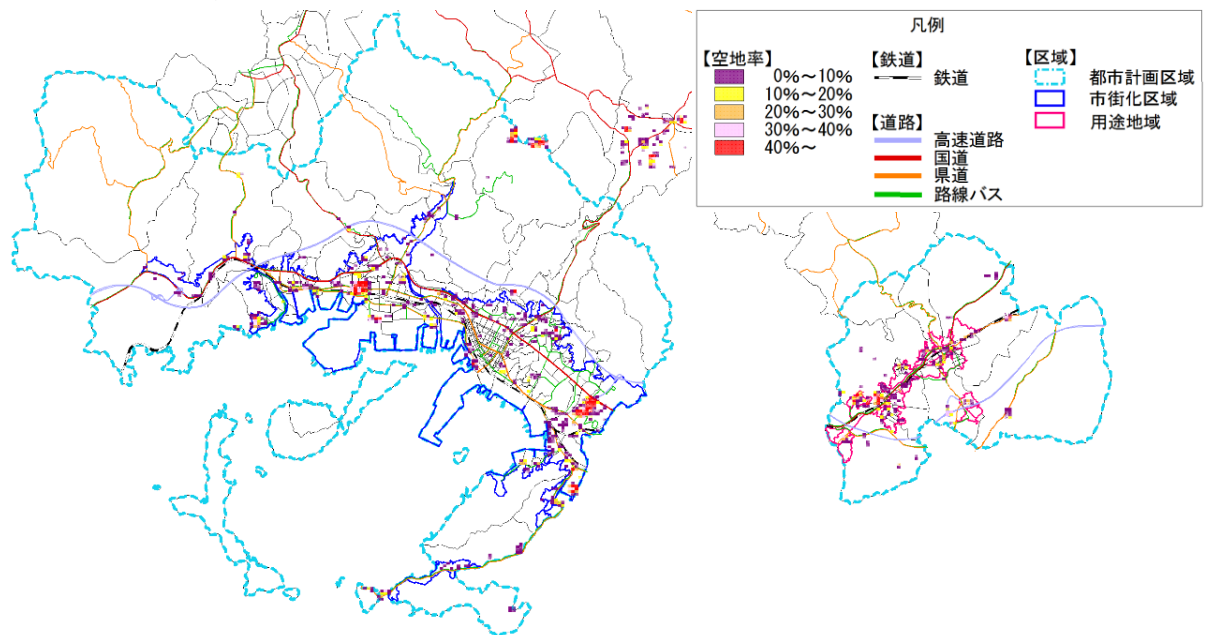 凡例
【空地率】
0%~10%
10%~20%
20%~30%
30%~40%
40%~
【鉄道】
鉄道
【道路】
高速道路
国道
県道
路線バス
【区域】
都市計画区域
市街化区域
用途地域